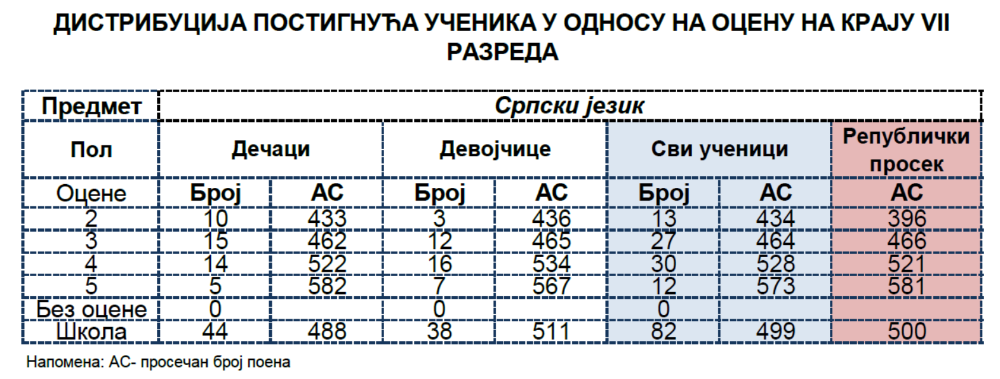 ДИСТРИБУЦИЈА ПОСТИГНУЋА УЧЕНИКА У ОДНОСУ НА ОЦЕНУ НА КРАЈУ VII
РАЗРЕДА
Предмет Српски језик
Пол Дечаци Девојчице Сви ученици Републички
просек
Оцене Број АС Број АС Број АС АС
2 10 433 3 436 13 434 396
3 15 462 12 465 27 464 466
4 14 522 16 534 30 528 521
5 5 582 7 567 12 573 581
Без оцене 0 0 0
Школа 44 488 38 511 82 499 500
Напомена: АС- просечан број поена